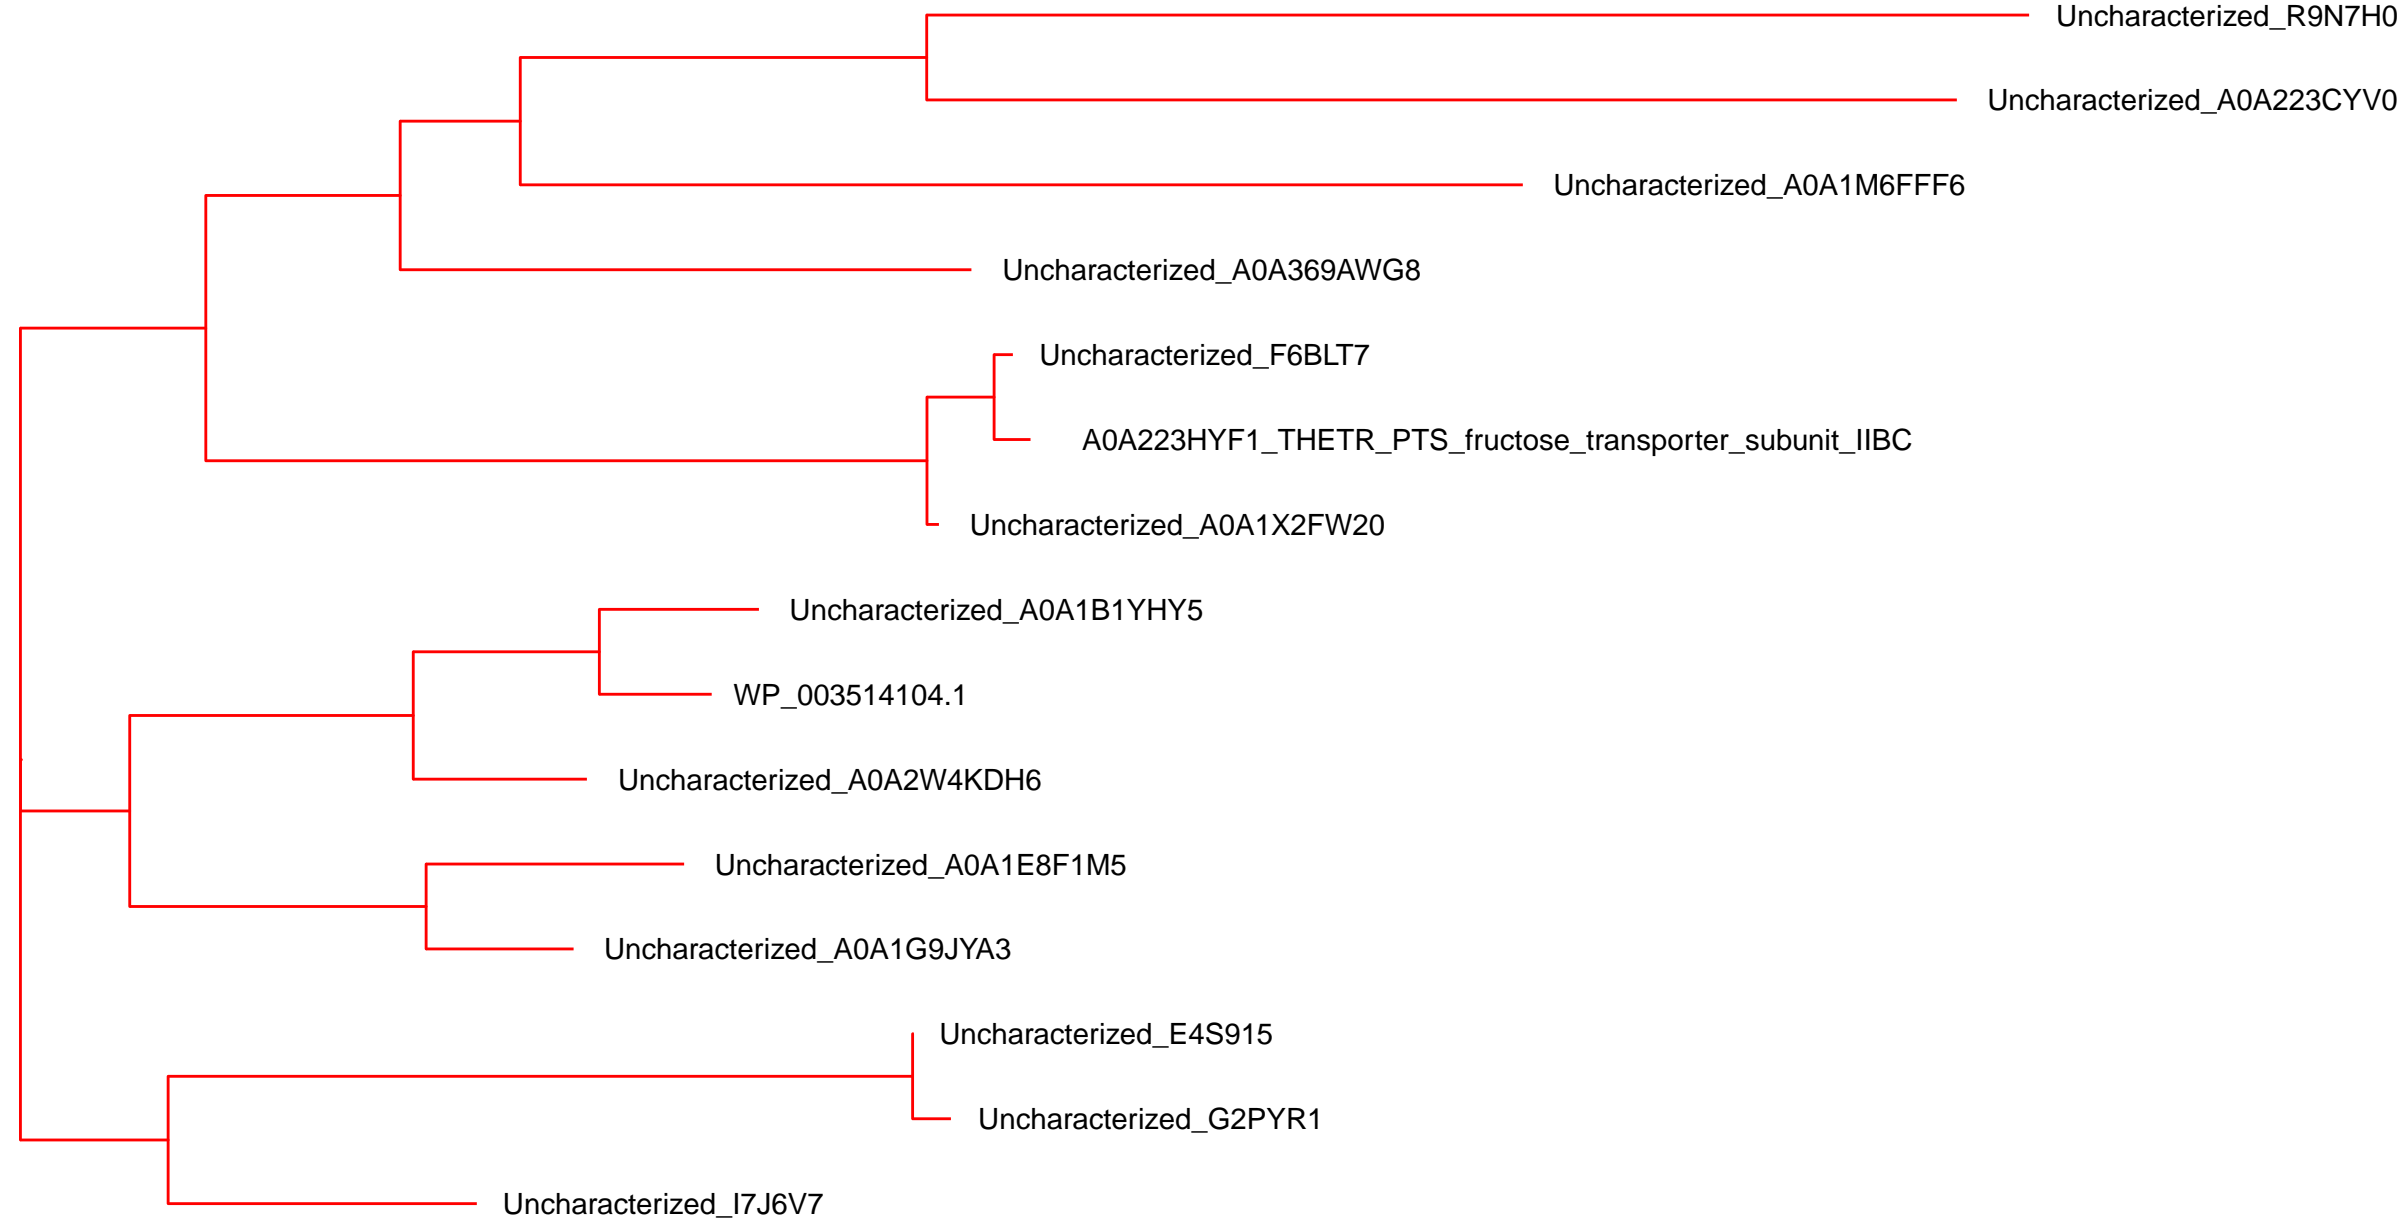 Uncharacterized_R9N7H0
Uncharacterized_A0A223CYV0
Uncharacterized_A0A1M6FFF6
Uncharacterized_A0A369AWG8
Uncharacterized_F6BLT7
A0A223HYF1_THETR_PTS_fructose_transporter_subunit_IIBC
Uncharacterized_A0A1X2FW20
Uncharacterized_A0A1B1YHY5
WP_003514104.1
Uncharacterized_A0A2W4KDH6
Uncharacterized_A0A1E8F1M5
Uncharacterized_A0A1G9JYA3
Uncharacterized_E4S915
Uncharacterized_G2PYR1
Uncharacterized_I7J6V7